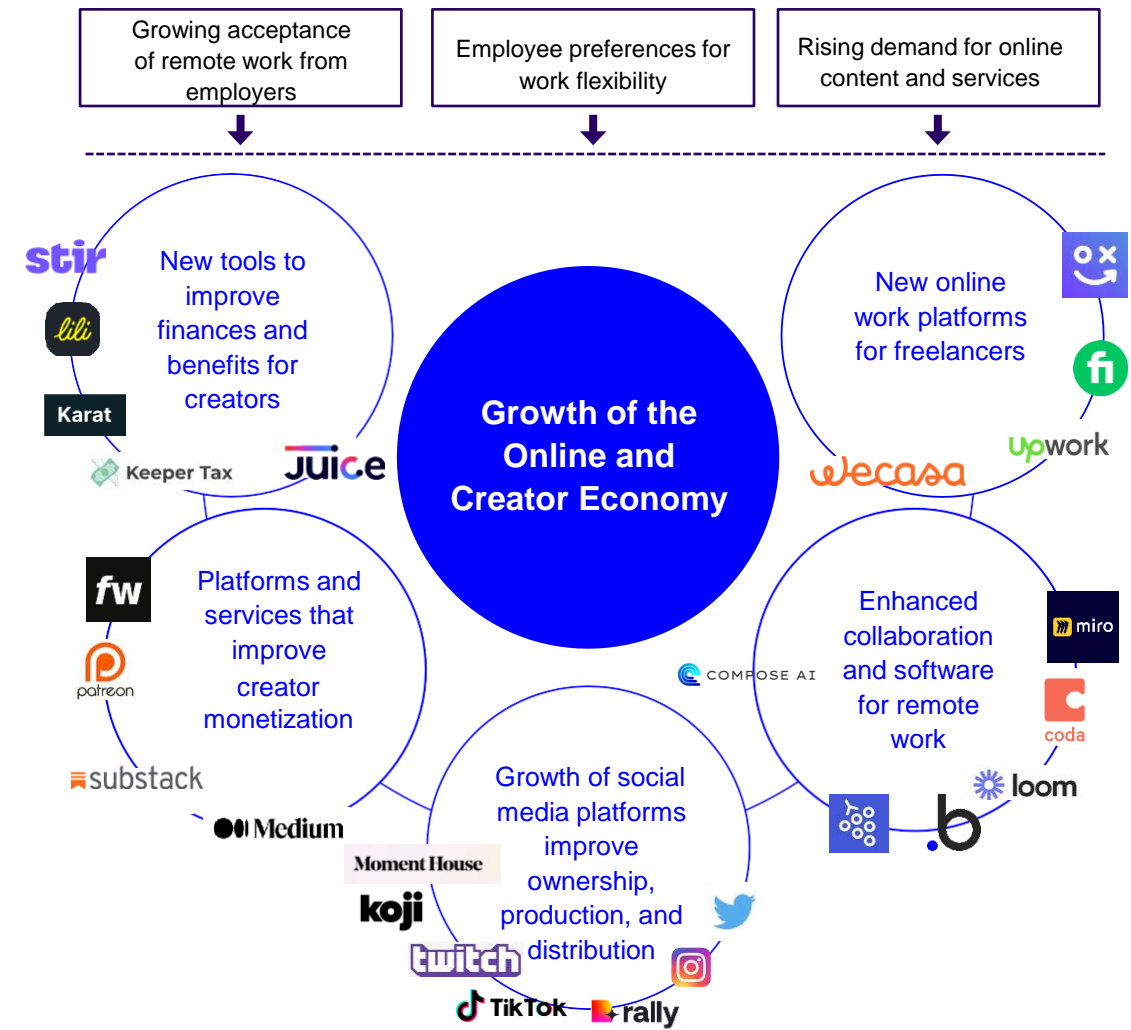 Growing acceptance
of remote work from
employers
Employee preferences for
work flexibility
Rising demand for online
content and services
stir
lili
Karat
Keeper Tax
JUiCe
New tools to
improve
finances and
benefits for
creators
Growth of the
Online and
Creator Economy
New online
work platforms
for freelancers
ox
fi
upwork
wecasa
fw
patreon
substack
Medium
Platforms and
services that
improve
creator
monetization
COMPOSE AI
Enhanced
collaboration
and software
for remote
work
miro
coda
loom
b
Growth of social
media platforms
improve
ownership,
production, and
distribution
Moment House
koji
twitch
TikTok
rally